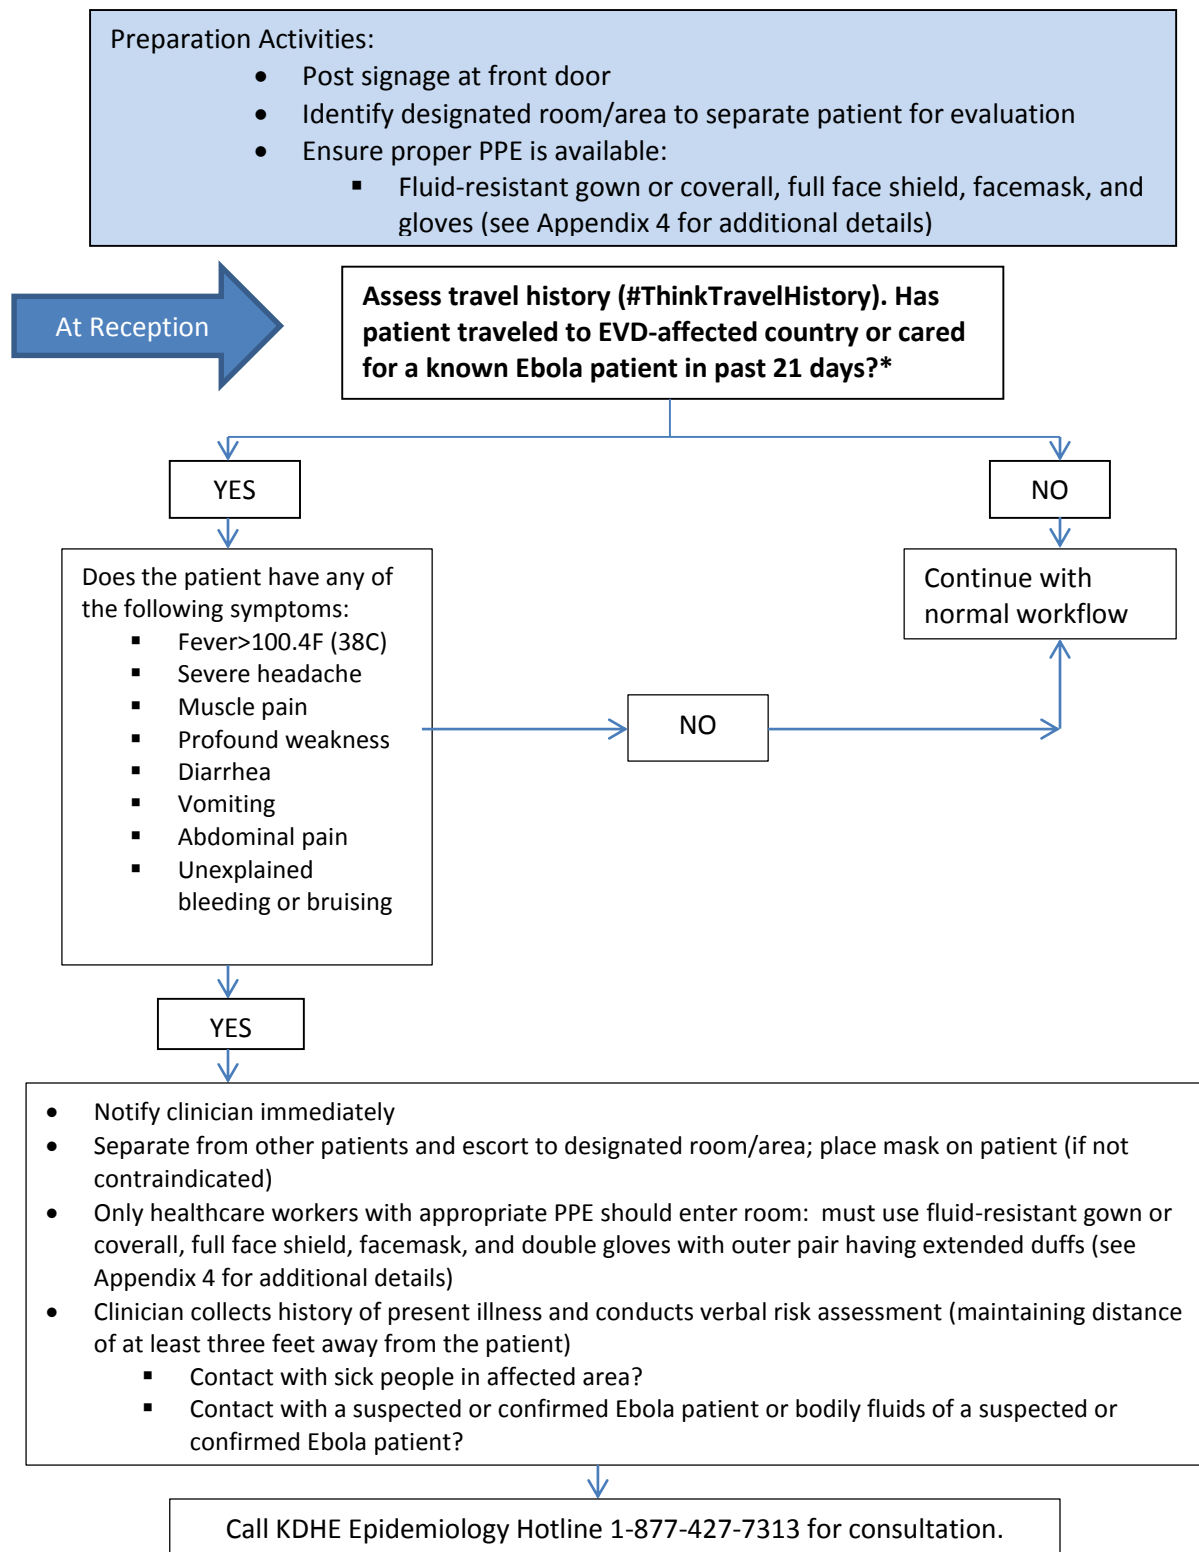 Preparation Activities:
• Post signage at front door
• Identify designated room/area to separate patient for evaluation
• Ensure proper PPE is available:
▪ Fluid-resistant gown or coverall, full face shield, facemask, and
gloves (see Appendix 4 for additional details)
At Reception
Assess travel history (#ThinkTravelHistory). Has
patient traveled to EVD-affected country or cared
for a known Ebola patient in past 21 days?*
YES
NO
Does the patient have any of
the following symptoms:
▪ Fever>100.4F (38C)
▪ Severe headache
▪ Muscle pain
▪ Profound weakness
▪ Diarrhea
▪ Vomiting
▪ Abdominal pain
▪ Unexplained
bleeding or bruising
Continue with
normal workflow
NO
YES
• Notify clinician immediately
• Separate from other patients and escort to designated room/area; place mask on patient (if not
contraindicated)
• Only healthcare workers with appropriate PPE should enter room:  must use fluid-resistant gown or
coverall, full face shield, facemask, and double gloves with outer pair having extended duffs (see
Appendix 4 for additional details)
• Clinician collects history of present illness and conducts verbal risk assessment (maintaining distance
of at least three feet away from the patient)
▪ Contact with sick people in affected area?
▪ Contact with a suspected or confirmed Ebola patient or bodily fluids of a suspected or
confirmed Ebola patient?
Call KDHE Epidemiology Hotline 1-877-427-7313 for consultation.